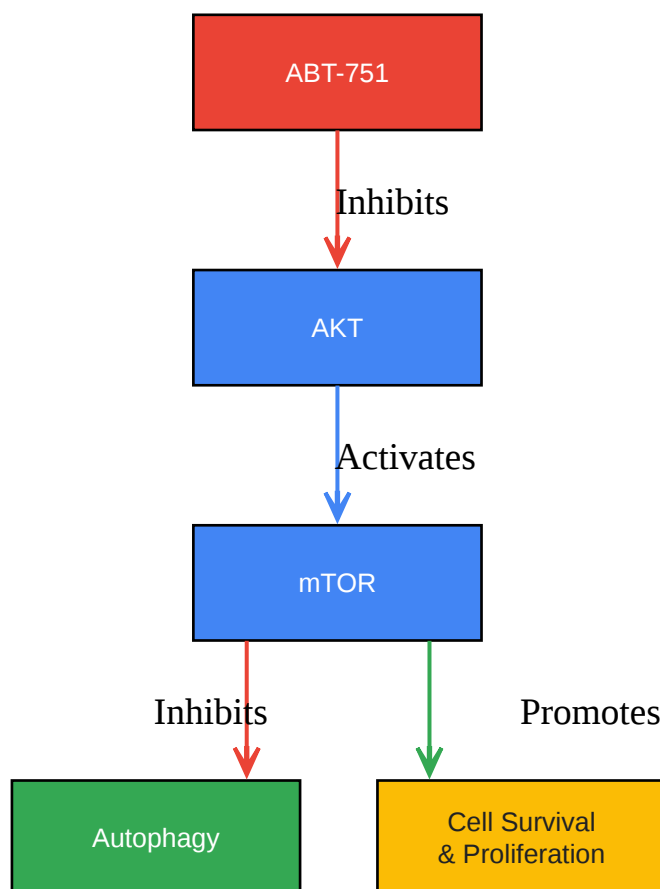 ABT-751
Inhibits
AKT
Activates
mTOR
Inhibits
Promotes
Autophagy
Cell Survival
& Proliferation